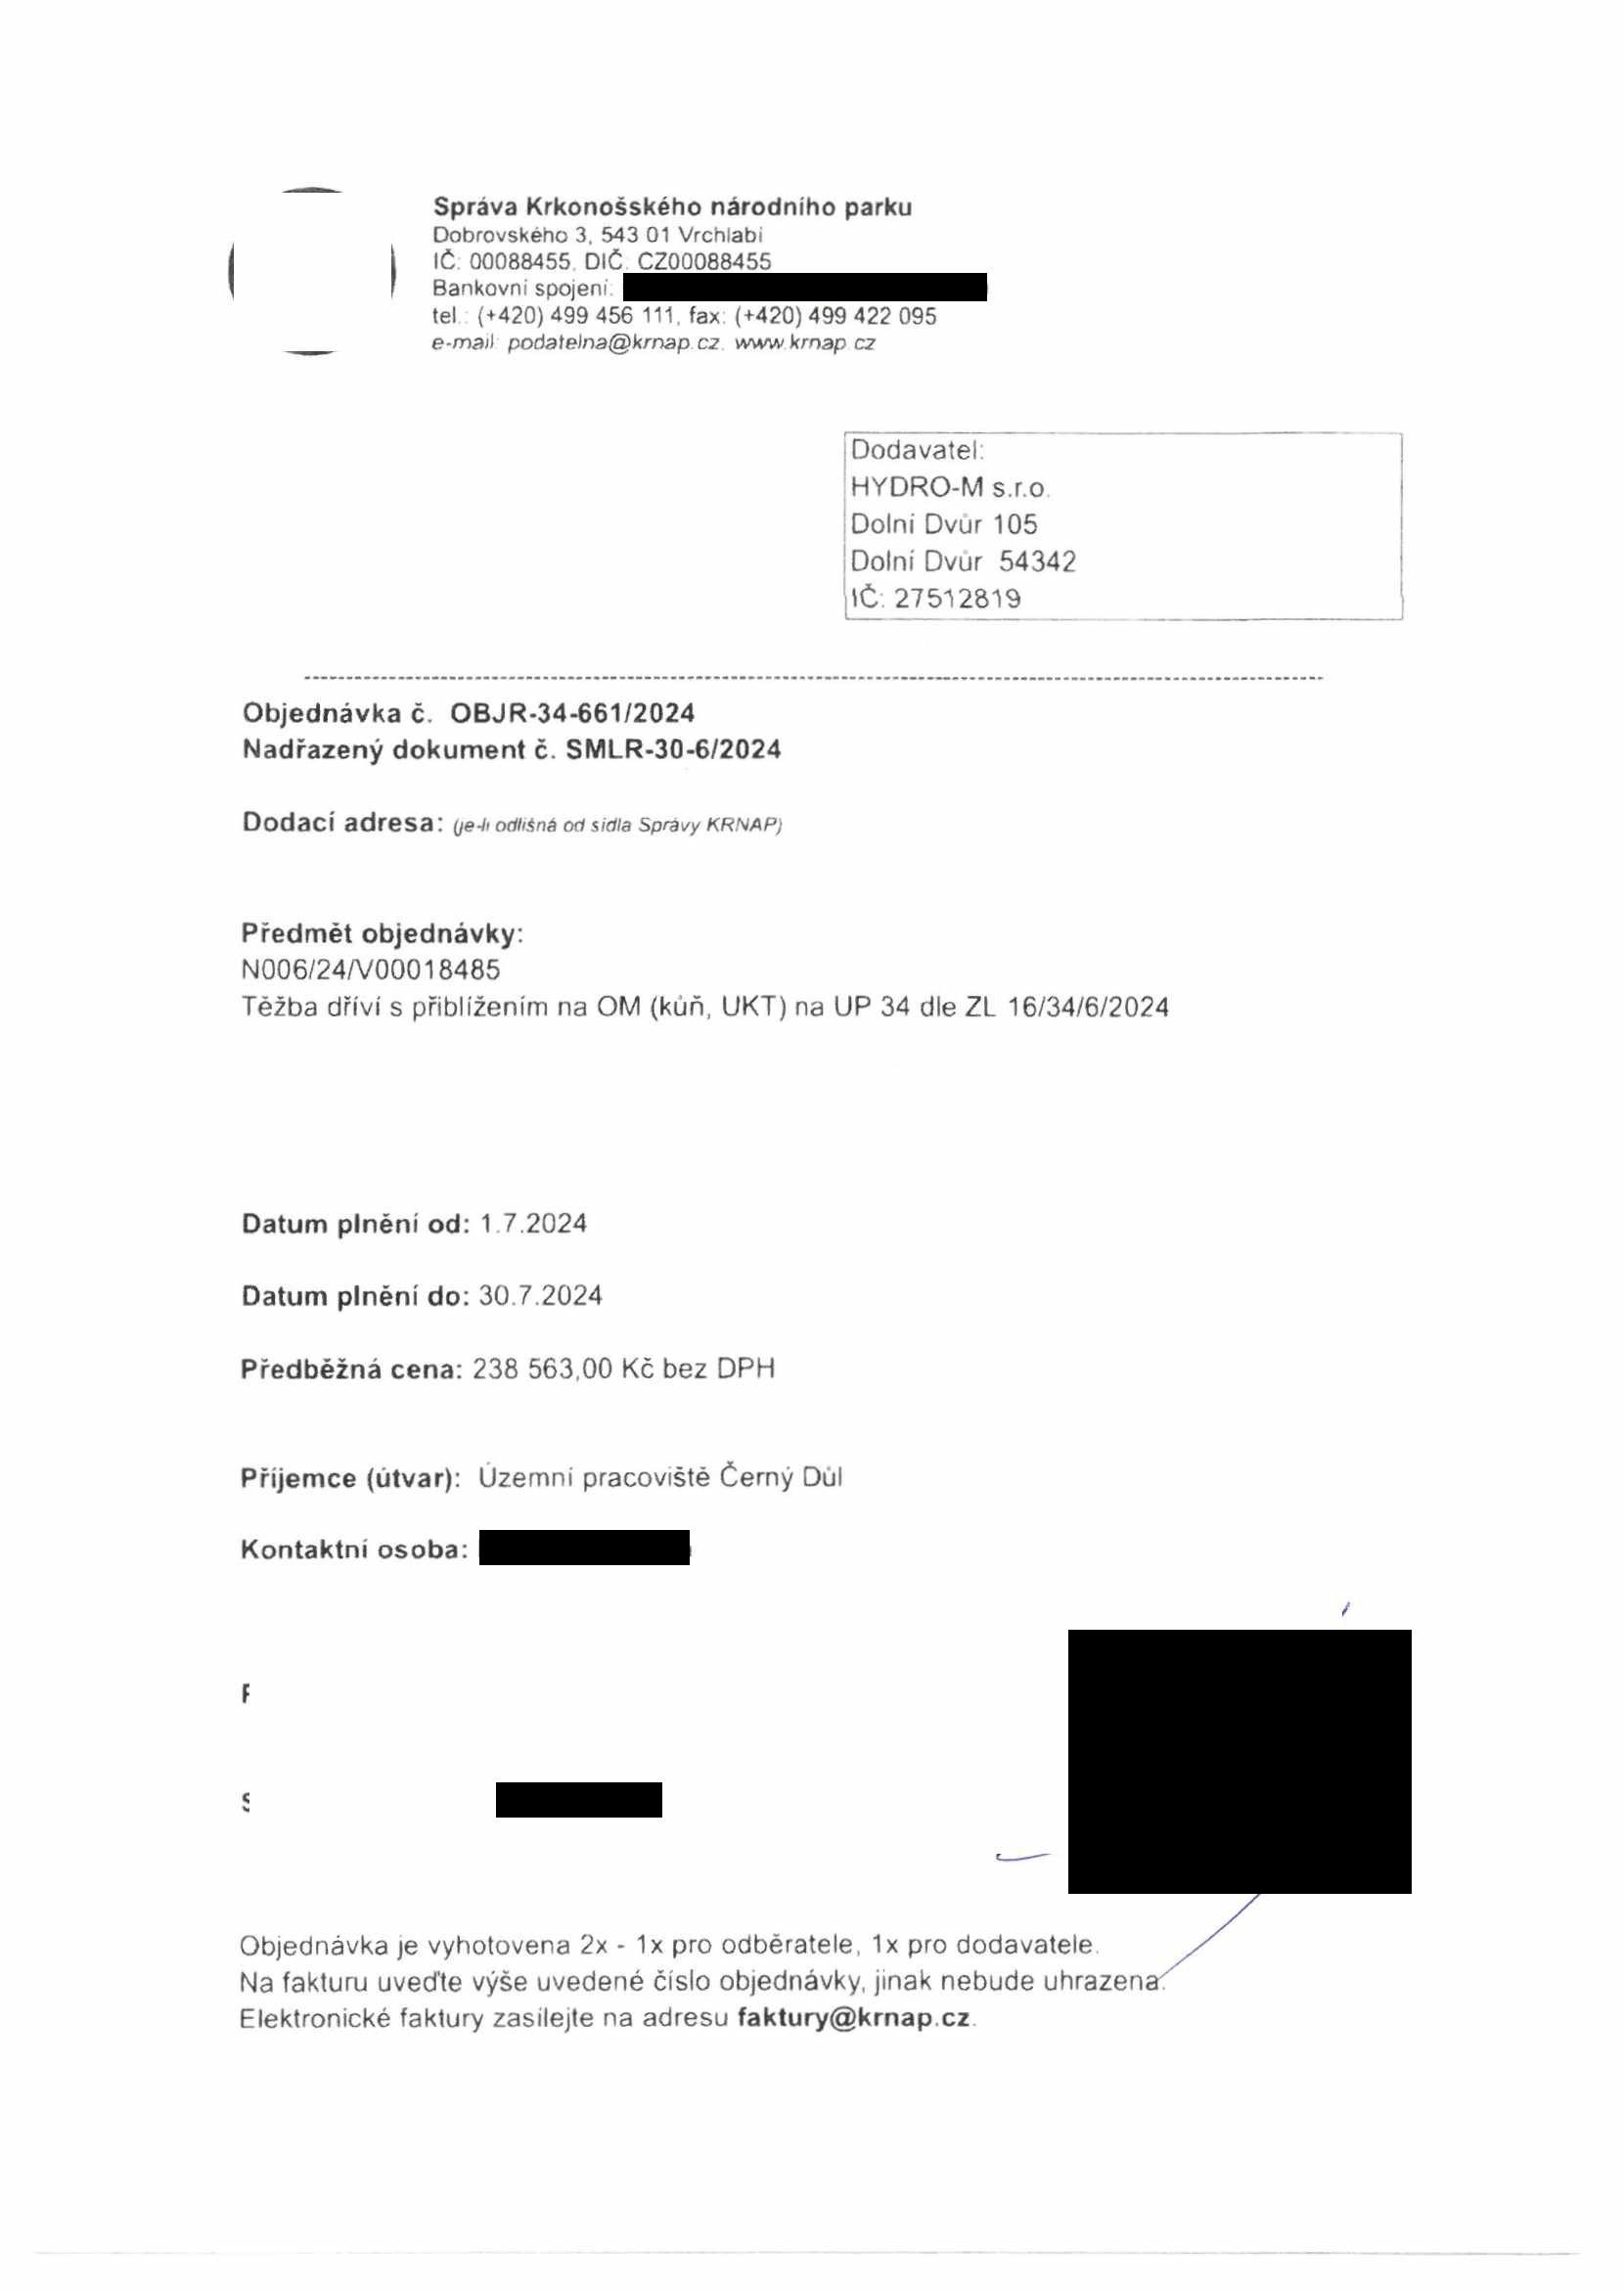 Správa Krkonošského národního parku
Dobrovského 3, 543 01 Vrchlabí
IČ: 00088455, DIČ: CZ00088455
Bankovní spojení:
tel.: (+420) 499 456 111, fax: (+420) 499 422 095
e-mail: podatelna@krnap.cz, www.krnap.cz
Dodavatel:
HYDRO-M s.r.o.
Dolní Dvůr 105
Dolní Dvůr 54342
IČ: 27512819
Objednávka č. OBJR-34-661/2024
Nadřazený dokument č. SMLR-30-6/2024
Dodací adresa: (je-li odlišná od sídla Správy KRNAP)
Předmět objednávky:
N006/24/V00018485
Těžba dříví s přiblížením na OM (kůň, UKT) na UP 34 dle ZL 16/34/6/2024
Datum plnění od: 1.7.2024
Datum plnění do: 30.7.2024
Předběžná cena: 238 563,00 Kč bez DPH
Příjemce (útvar): Územní pracoviště Černý Důl
Kontaktní osoba:
Objednávka je vyhotovena 2x - 1x pro odběratele, 1x pro dodavatele.
Na fakturu uveďte výše uvedené číslo objednávky, jinak nebude uhrazena.
Elektronické faktury zasílejte na adresu faktury@krnap.cz.